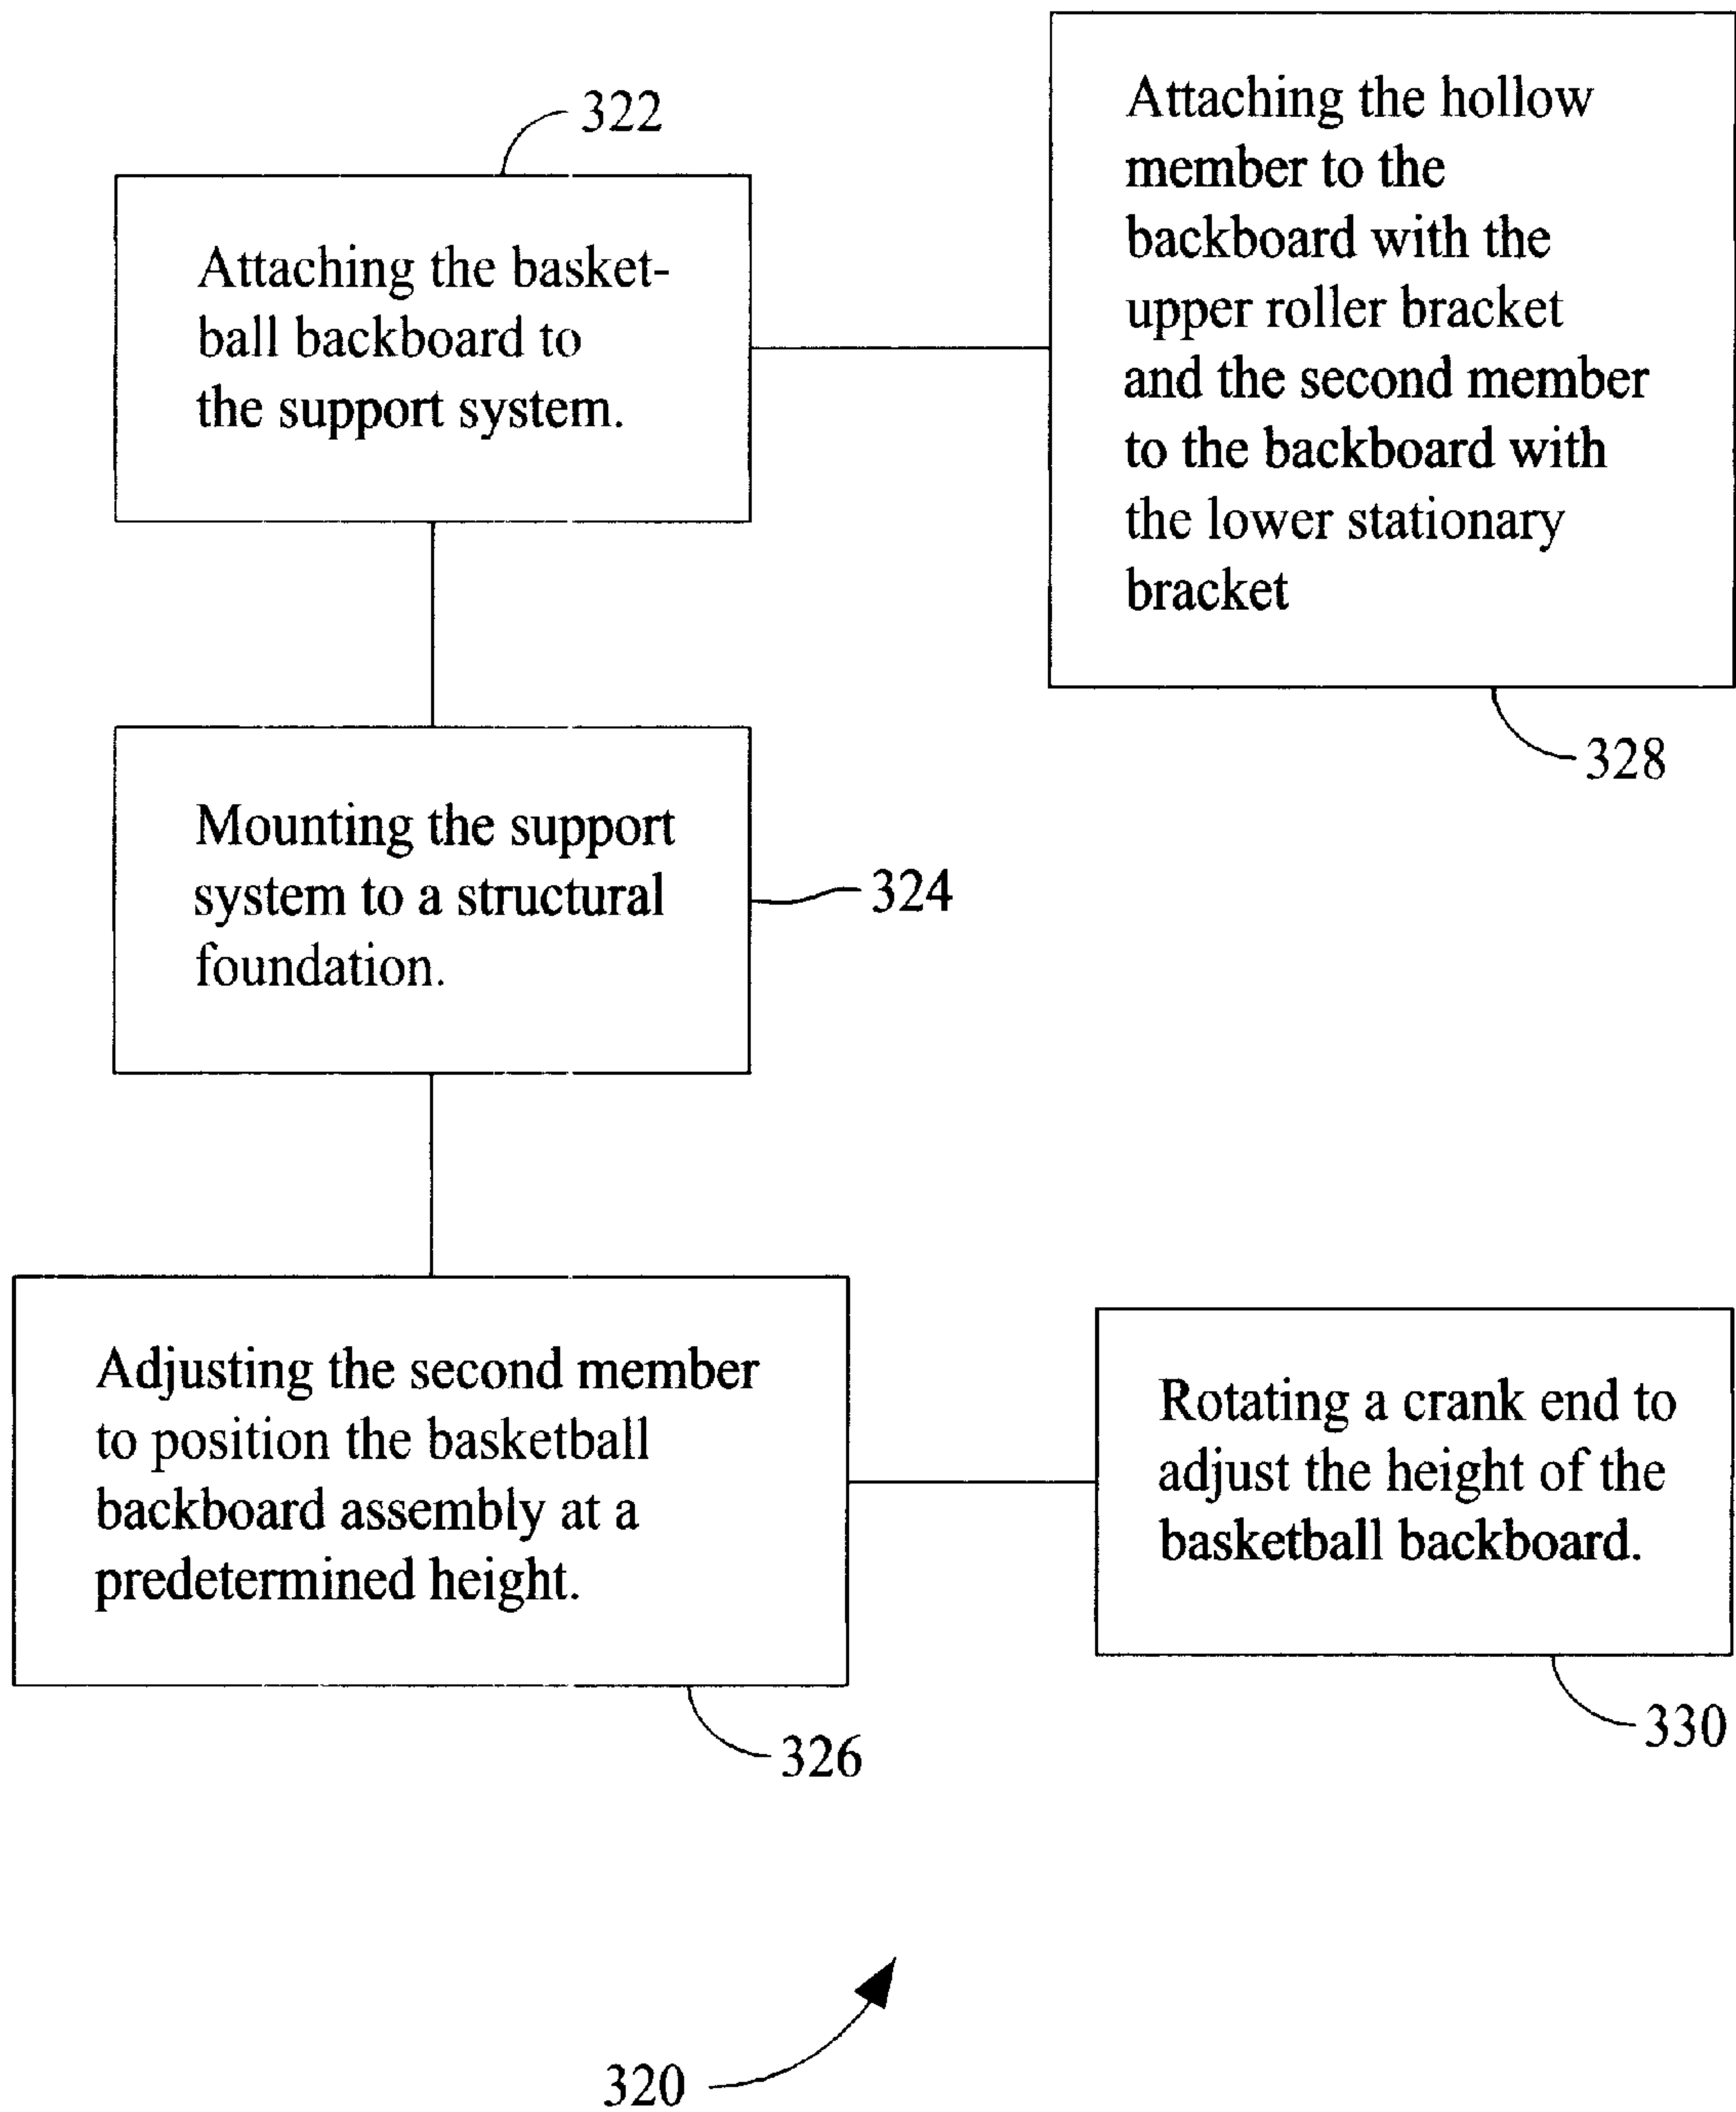 322
Attaching the basket-
ball backboard to
the support system.
Attaching the hollow
member to the
backboard with the
upper roller bracket
and the second member
to the backboard with
the lower stationary
bracket
328
Mounting the support
system to a structural
foundation.
324
Adjusting the second member
to position the basketball
backboard assembly at a
predetermined height.
326
Rotating a crank end to
adjust the height of the
basketball backboard.
330
320